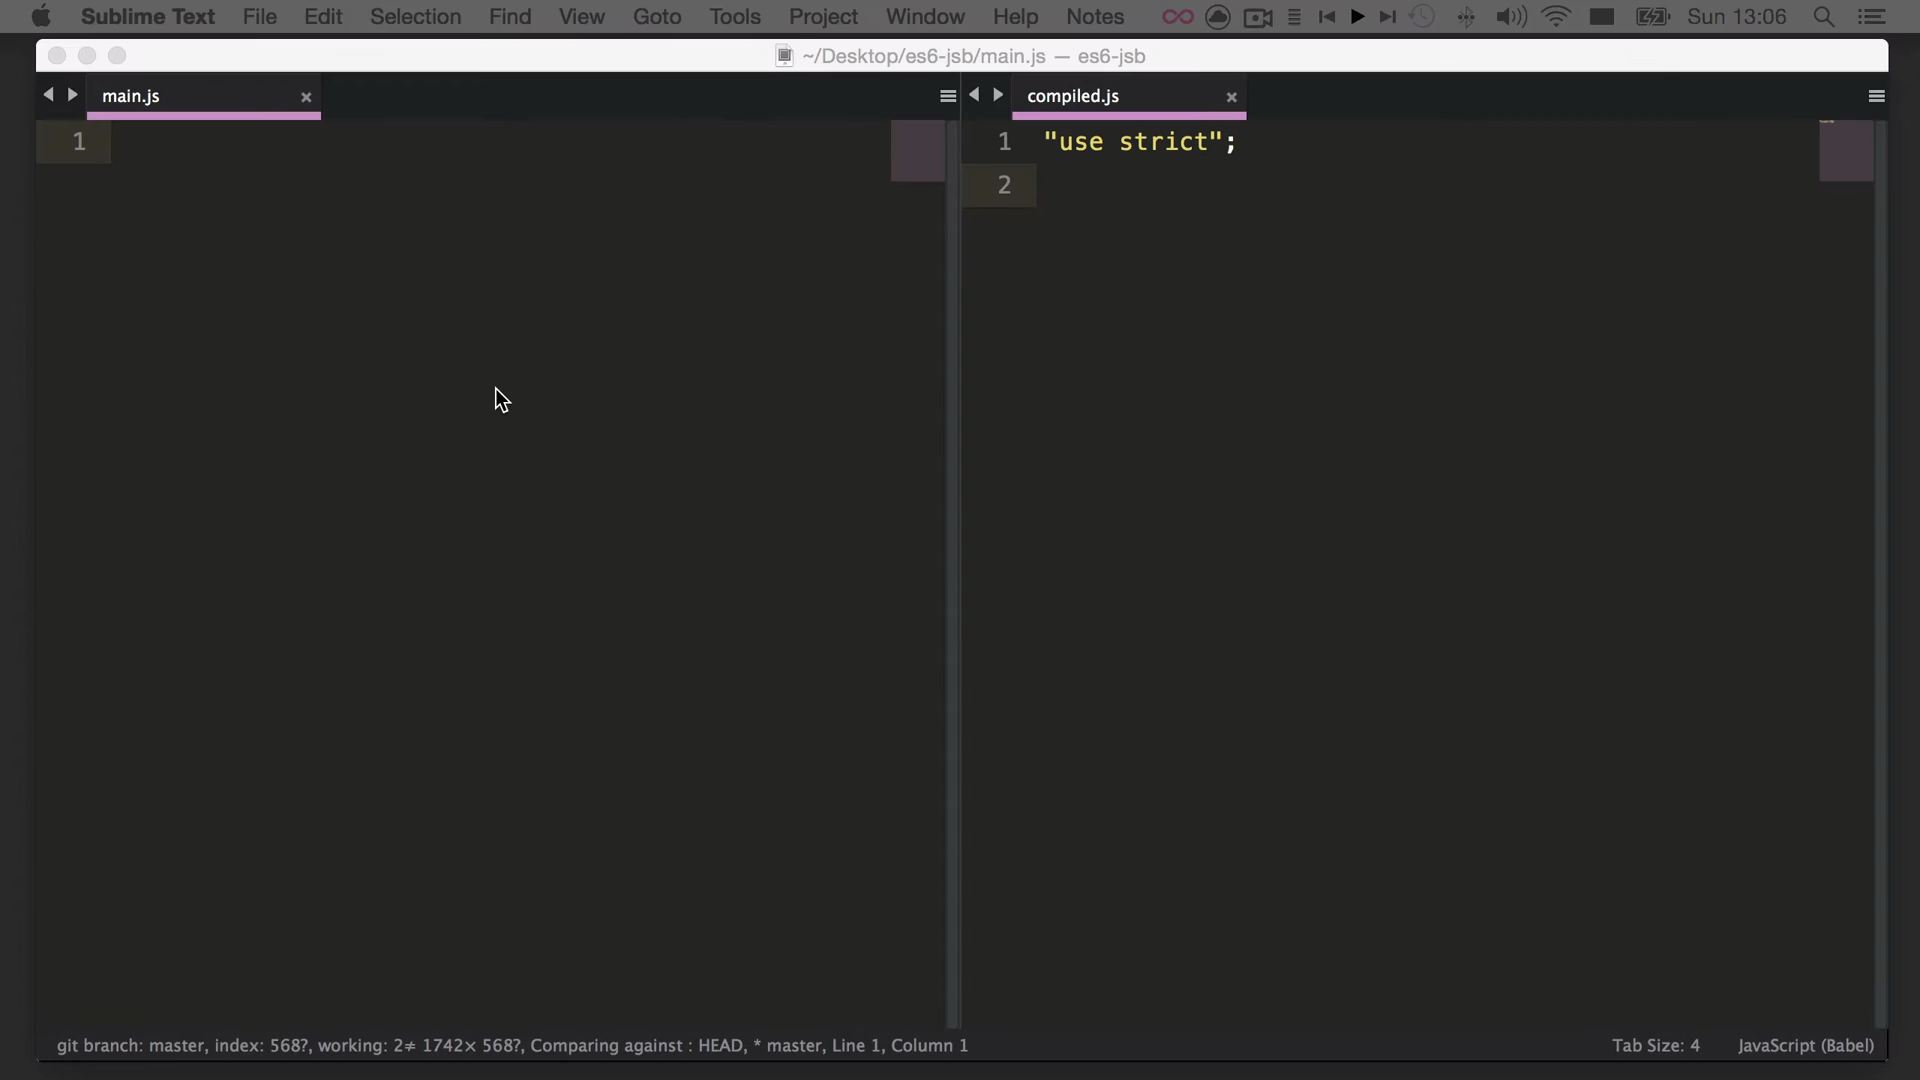 Sublime Text File Edit Selection Find View Goto Tools Project Window Help Notes Sun 13:06
~/Desktop/es6-jsb/main.js — es6-jsb
main.js
compiled.js
1
1 "use strict";
2
git branch: master, index: 568?, working: 2≠ 1742× 568?, Comparing against : HEAD, * master, Line 1, Column 1
Tab Size: 4 JavaScript (Babel)